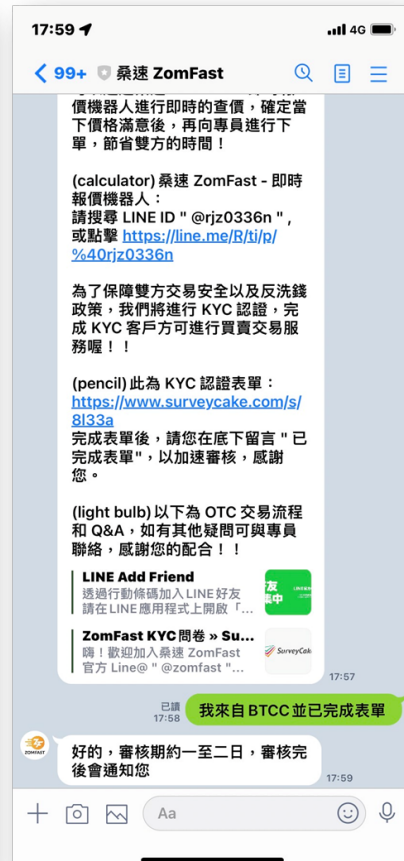 17:59
4G
99+
桑速 ZomFast
價機器人進行即時的查價，確定當
下價格滿意後，再向專員進行下
單，節省雙方的時間！
(calculator)桑速 ZomFast - 即時
報價機器人：
請搜尋 LINE ID " @rjz0336n "，
或點擊 https://line.me/R/ti/p/
%40rjz0336n
為了保障雙方交易安全以及反洗錢
政策，我們將進行 KYC 認證，完
成 KYC 客戶方可進行買賣交易服
務喔！！
(pencil)此為 KYC 認證表單：
https://www.surveycake.com/s/
8l33a
完成表單後，請您在底下留言 " 已
完成表單"，以加速審核，感謝
您。
(light bulb)以下為 OTC 交易流程
和 Q&A，如有其他疑問可與專員
聯絡，感謝您的配合！！
LINE Add Friend
透過行動條碼加入LINE好友
請在LINE應用程式上開啟「...
友
集中
ZomFast KYC問卷 » Su...
嗨！歡迎加入桑速 ZomFast
官方 Line@ " @zomfast "...
SurveyCake
17:57
已讀
17:58
我來自 BTCC 並已完成表單
ZOMFAST
好的，審核期約一至二日，審核完
後會通知您
17:59
Aa